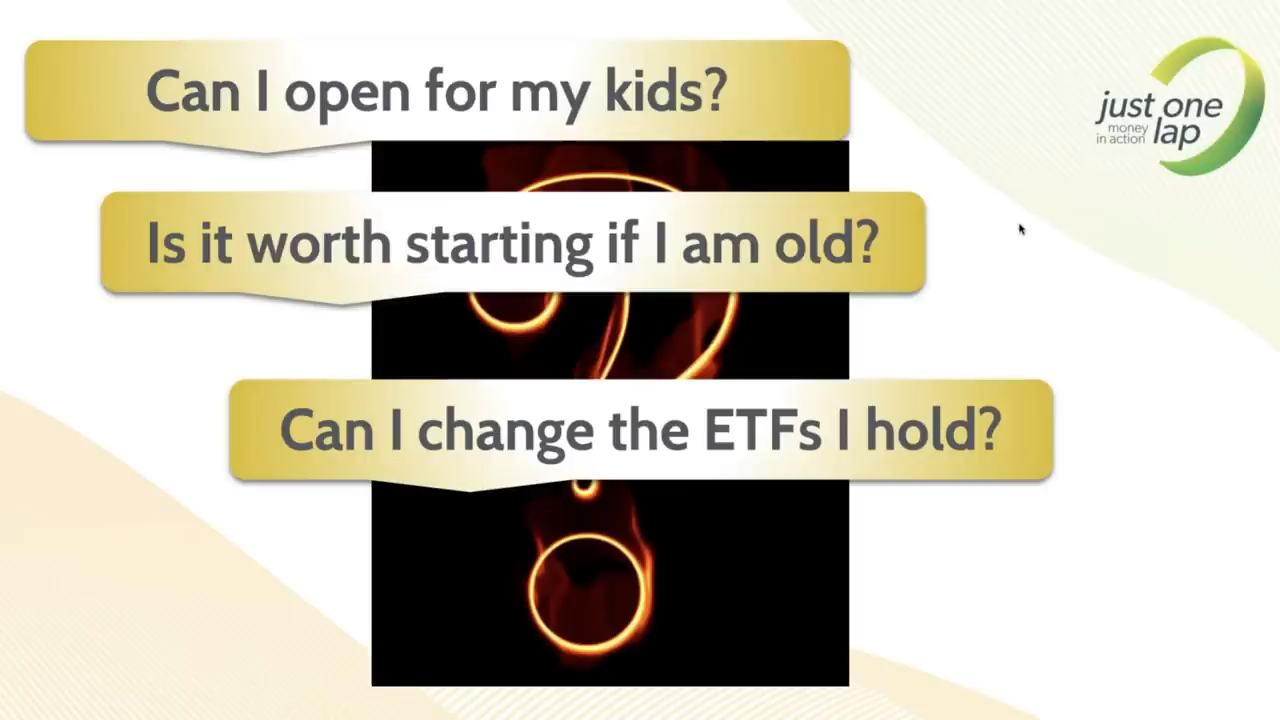 Can I open for my kids?
just one
money
in action lap
Is it worth starting if I am old?
Can I change the ETFs I hold?